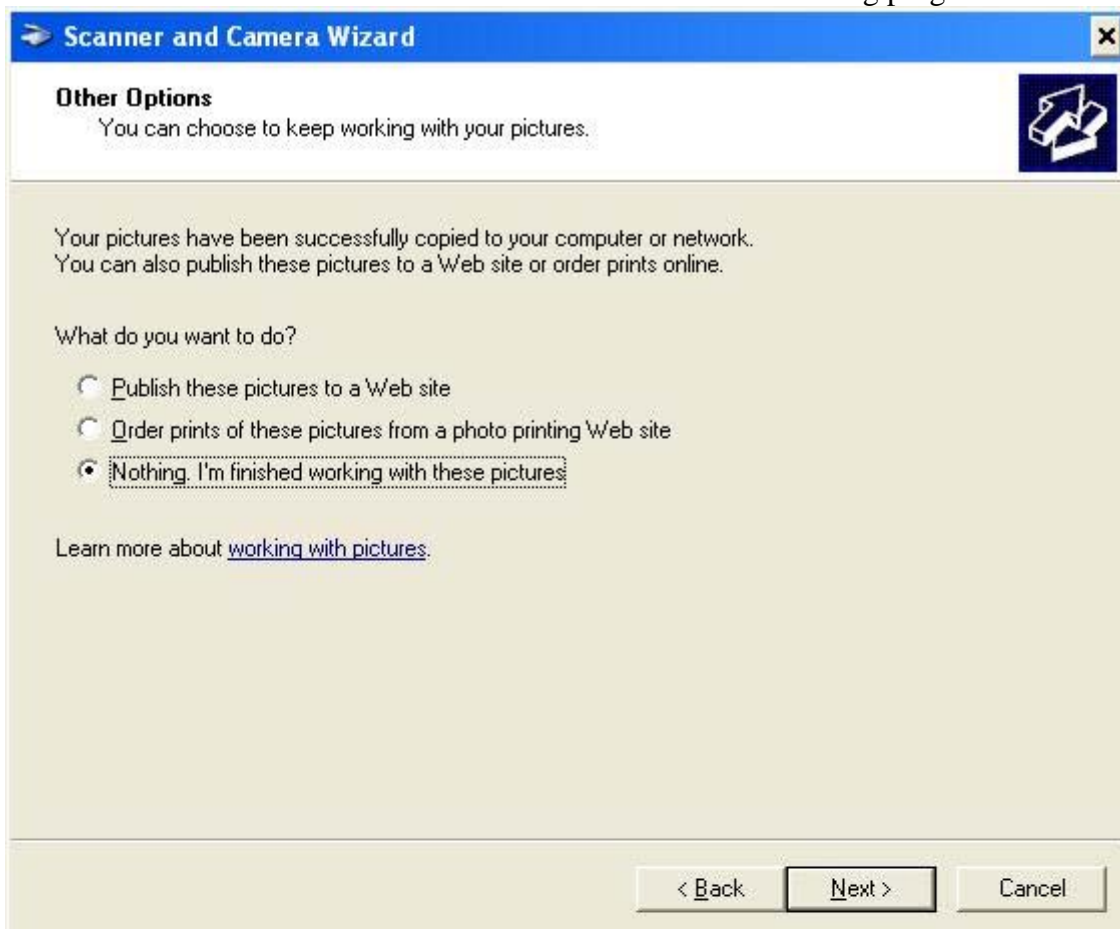 Scanner and Camera Wizard
Other Options
You can choose to keep working with your pictures.
Your pictures have been successfully copied to your computer or network.
You can also publish these pictures to a Web site or order prints online.
What do you want to do?
Publish these pictures to a Web site
Order prints of these pictures from a photo printing Web site
Nothing. I'm finished working with these pictures
Learn more about working with pictures.
< Back Next > Cancel